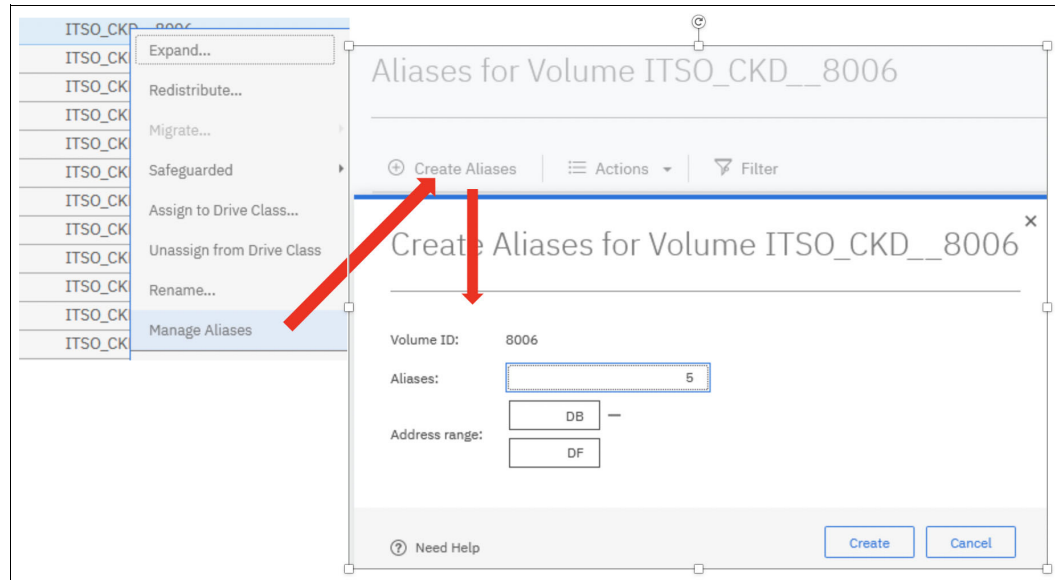 ITSO_CKD__8006
ITSO_CK
ITSO_CK
ITSO_CK
ITSO_CK
ITSO_CK
ITSO_CK
ITSO_CK
ITSO_CK
ITSO_CK
ITSO_CK
ITSO_CK
Expand...
Redistribute...
Migrate...
Safeguarded
Assign to Drive Class...
Unassign from Drive Class
Rename...
Manage Aliases
Aliases for Volume ITSO_CKD__8006
Create Aliases Actions Filter
Create Aliases for Volume ITSO_CKD__8006
Volume ID: 8006
Aliases: 5
Address range: DB —
DF
Need Help Create Cancel